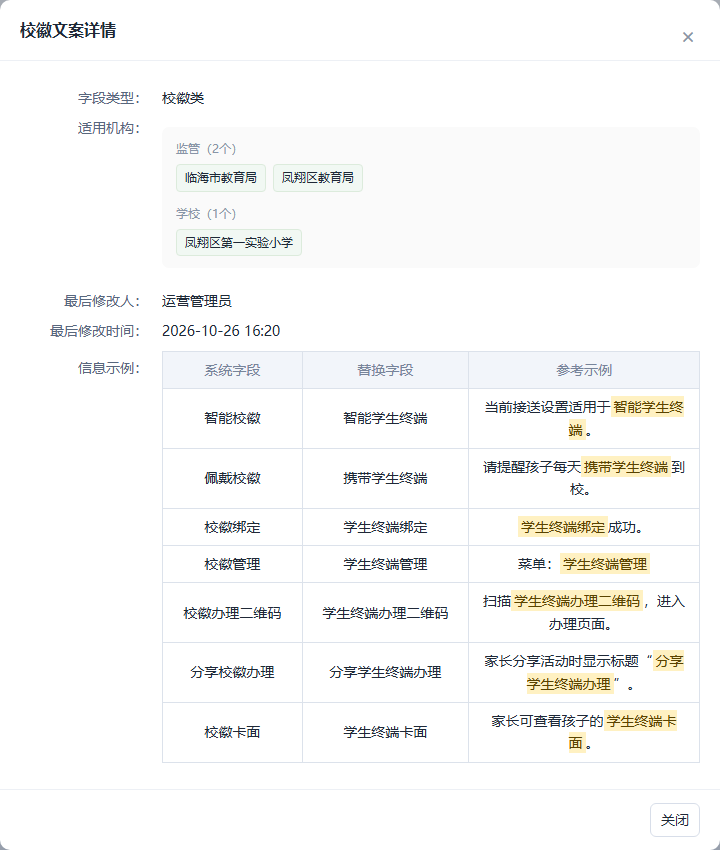 校徽文案详情
×
字段类型： 校徽类
适用机构：
监管（2个）
临海市教育局 凤翔区教育局
学校（1个）
凤翔区第一实验小学
最后修改人： 运营管理员
最后修改时间： 2026-10-26 16:20
信息示例：
系统字段 替换字段 参考示例
智能校徽 智能学生终端 当前接送设置适用于智能学生终
端。
佩戴校徽 携带学生终端 请提醒孩子每天携带学生终端到
校。
校徽绑定 学生终端绑定 学生终端绑定成功。
校徽管理 学生终端管理 菜单：学生终端管理
校徽办理二维码 学生终端办理二维码 扫描学生终端办理二维码，进入
办理页面。
分享校徽办理 分享学生终端办理 家长分享活动时显示标题“分享
学生终端办理”。
校徽卡面 学生终端卡面 家长可查看孩子的学生终端卡
面。
关闭